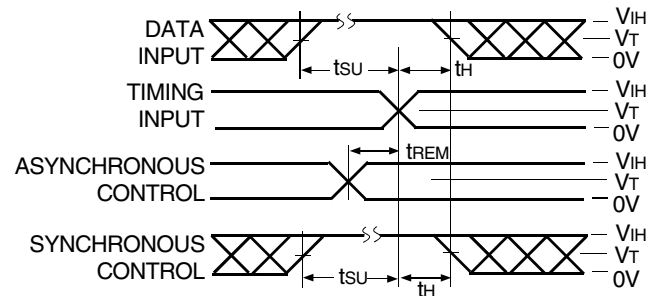 DATA
INPUT
tSU
tH
VIH
VT
0V
TIMING
INPUT
VIH
VT
0V
tREM
ASYNCHRONOUS
CONTROL
VIH
VT
0V
SYNCHRONOUS
CONTROL
tSU
tH
VIH
VT
0V